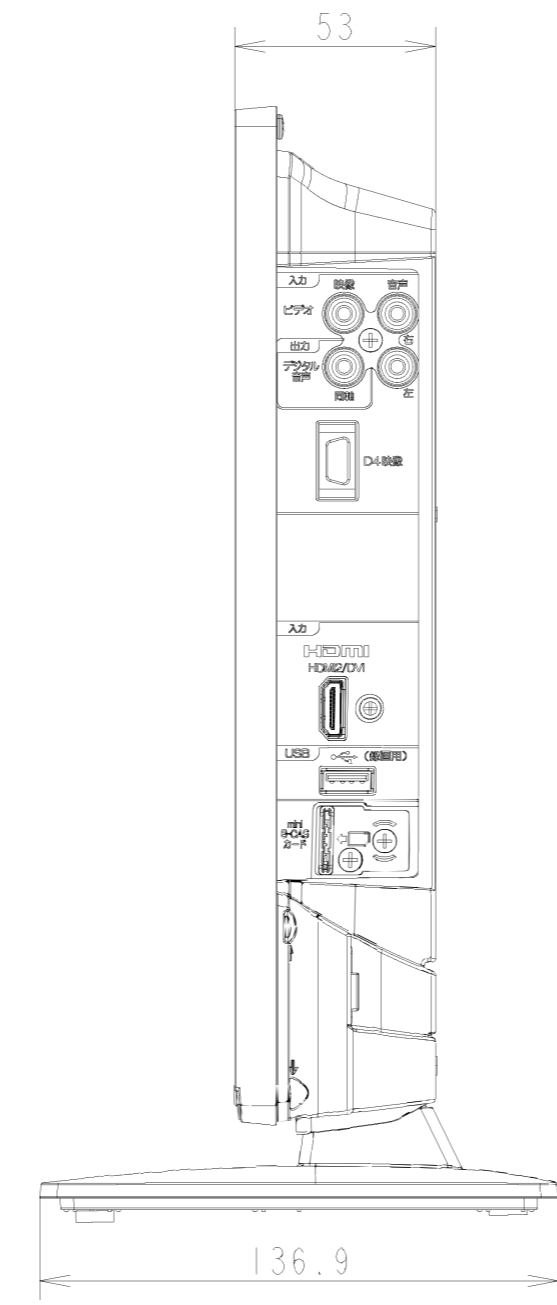 53
入力 映像 音声
ビデオ
出力 右
デジタル
音声
同軸 左
D4映像
入力
HDMI
HDMI2/DVI
USB (録画用)
mini
B-CAS
カード
136.9